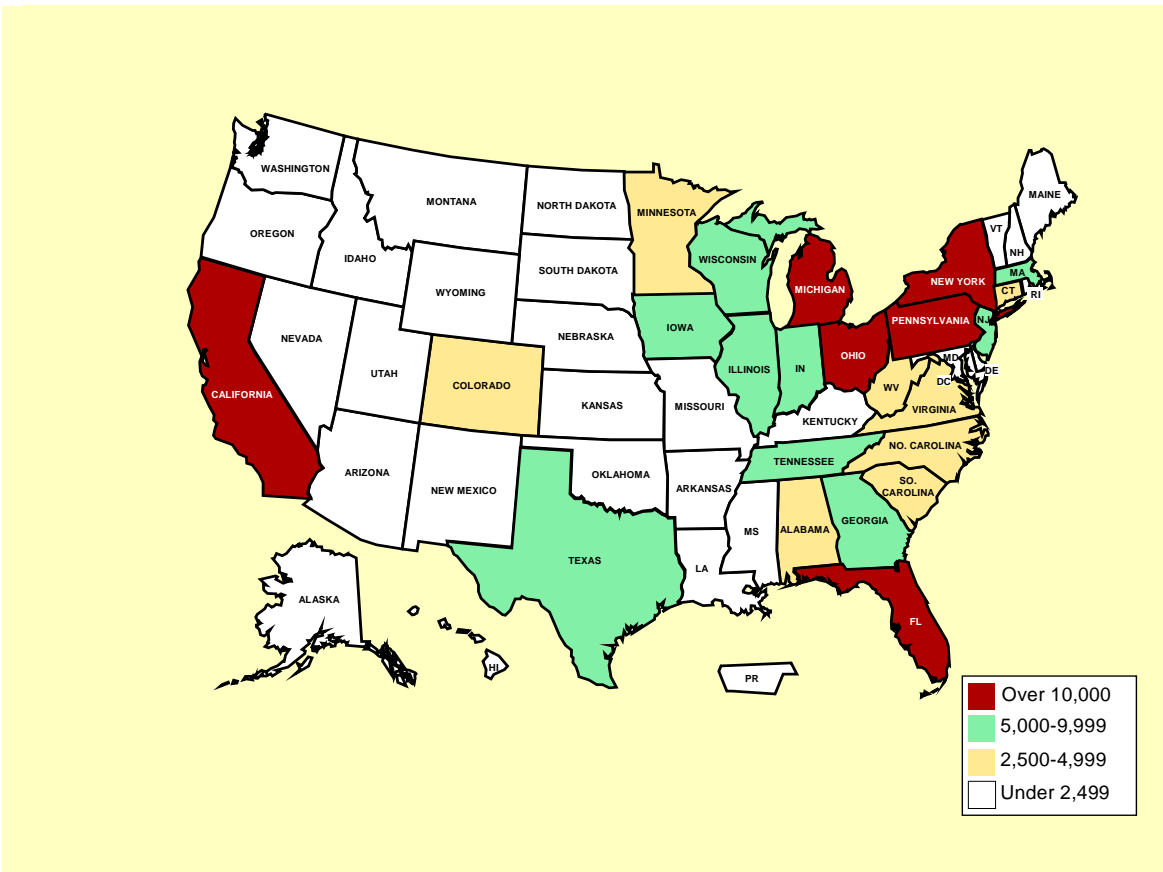 WASHINGTON
MONTANA
NORTH DAKOTA
MINNESOTA
MAINE
VT
NH
OREGON
IDAHO
SOUTH DAKOTA
WISCONSIN
MICHIGAN
NEW YORK
MA
CT
RI
WYOMING
IOWA
PENNSYLVANIA
NJ
NEVADA
NEBRASKA
OHIO
MD
UTAH
COLORADO
ILLINOIS
IN
DE
DC
WV
CALIFORNIA
KANSAS
MISSOURI
KENTUCKY
VIRGINIA
NO. CAROLINA
ARIZONA
NEW MEXICO
OKLAHOMA
ARKANSAS
TENNESSEE
SO.
CAROLINA
MS
ALABAMA
GEORGIA
TEXAS
LA
ALASKA
FL
HI
PR
Over 10,000
5,000-9,999
2,500-4,999
Under 2,499